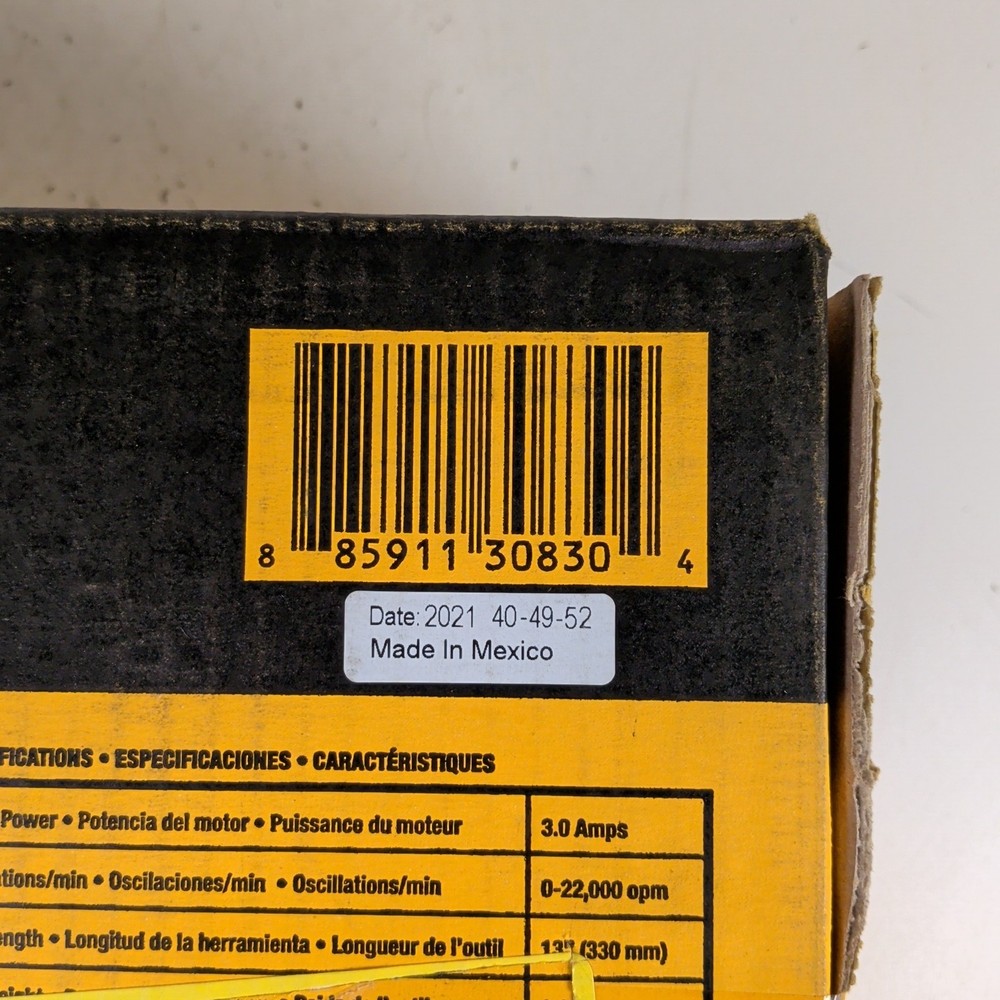 8 85911 30830 4
Date: 2021 40-49-52
Made In Mexico
FICATIONS • ESPECIFICACIONES • CARACTÉRISTIQUES
Power • Potencia del motor • Puissance du moteur 3.0 Amps
tions/min • Oscilaciones/min • Oscillations/min 0-22,000 opm
ength • Longitud de la herramienta • Longueur de l'outil 13" (330 mm)